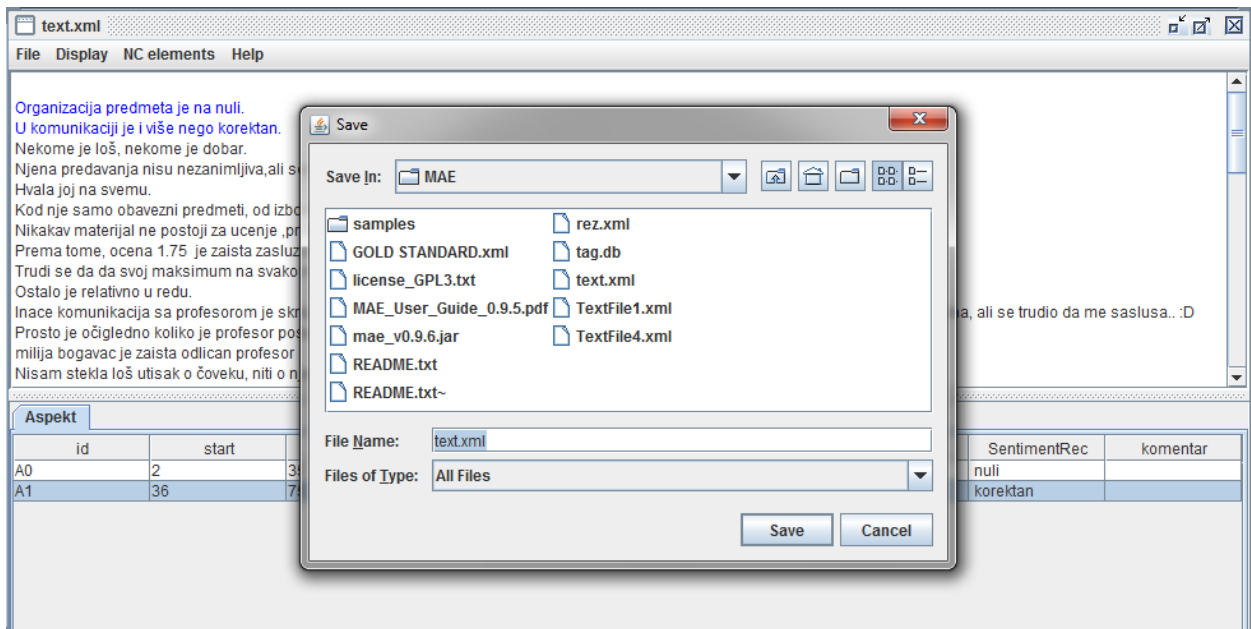 text.xml
File Display NC elements Help
Organizacija predmeta je na nuli.
U komunikaciji je i više nego korektan.
Nekome je loš, nekome je dobar.
Njena predavanja nisu nezanimljiva,ali
Hvala joj na svemu.
Kod nje samo obavezni predmeti, od
Nikakav materijal ne postoji za ucenje
Prema tome, ocena 1.75 je zaista
Trudi se da da svoj maksimum na
Ostalo je relativno u redu.
Inace komunikacija sa profesorom je
ali se trudio da me saslusa.. :D
Prosto je očigledno koliko je profesor
milija bogavac je zaista odlican profesor
Nisam stekla loš utisak o čoveku, niti o
Save
Save In: MAE
samples
GOLD STANDARD.xml
license_GPL3.txt
MAE_User_Guide_0.9.5.pdf
mae_v0.9.6.jar
README.txt
README.txt~
rez.xml
tag.db
text.xml
TextFile1.xml
TextFile4.xml
File Name: text.xml
Files of Type: All Files
Save Cancel
Aspekt
id start SentimentRec komentar
A0 2 nuli
A1 36 korektan